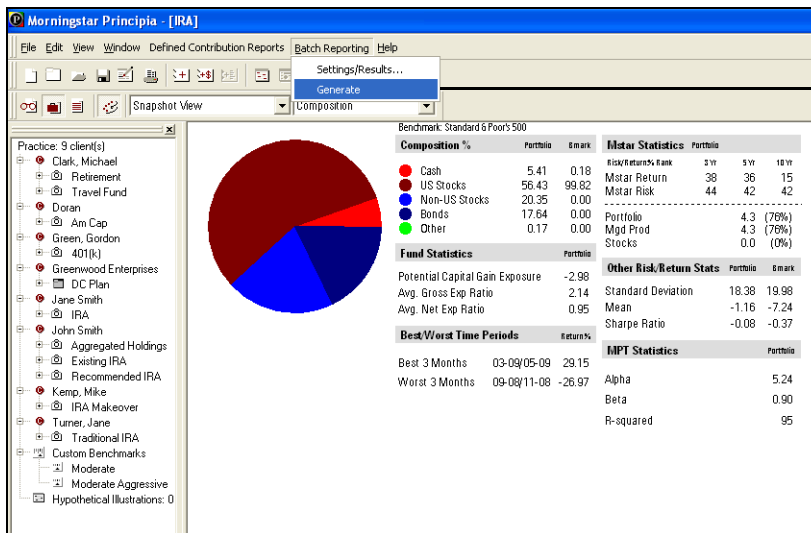 Morningstar Principia - [IRA]
File Edit View Window Defined Contribution Reports Batch Reporting Help
Settings/Results...
Generate
Snapshot View
Composition
Practice: 9 client(s)
Clark, Michael
Retirement
Travel Fund
Doran
Am Cap
Green, Gordon
401(k)
Greenwood Enterprises
DC Plan
Jane Smith
IRA
John Smith
Aggregated Holdings
Existing IRA
Recommended IRA
Kemp, Mike
IRA Makeover
Turner, Jane
Traditional IRA
Custom Benchmarks
Moderate
Moderate Aggressive
Hypothetical Illustrations: 0
Benchmark: Standard & Poor's 500
Composition % Portfolio Bmark
Cash 5.41 0.18
US Stocks 56.43 99.82
Non-US Stocks 20.35 0.00
Bonds 17.64 0.00
Other 0.17 0.00
Fund Statistics Portfolio
Potential Capital Gain Exposure -2.98
Avg. Gross Exp Ratio 2.14
Avg. Net Exp Ratio 0.95
Best/Worst Time Periods Return%
Best 3 Months 03-09/05-09 29.15
Worst 3 Months 09-08/11-08 -26.97
Mstar Statistics Portfolio
Risk/Return% Rank 3 Yr 5 Yr 10 Yr
Mstar Return 38 36 15
Mstar Risk 44 42 42
Portfolio 4.3 (76%)
Mgd Prod 4.3 (76%)
Stocks 0.0 (0%)
Other Risk/Return Stats Portfolio Bmark
Standard Deviation 18.38 19.98
Mean -1.16 -7.24
Sharpe Ratio -0.08 -0.37
MPT Statistics Portfolio
Alpha 5.24
Beta 0.90
R-squared 95